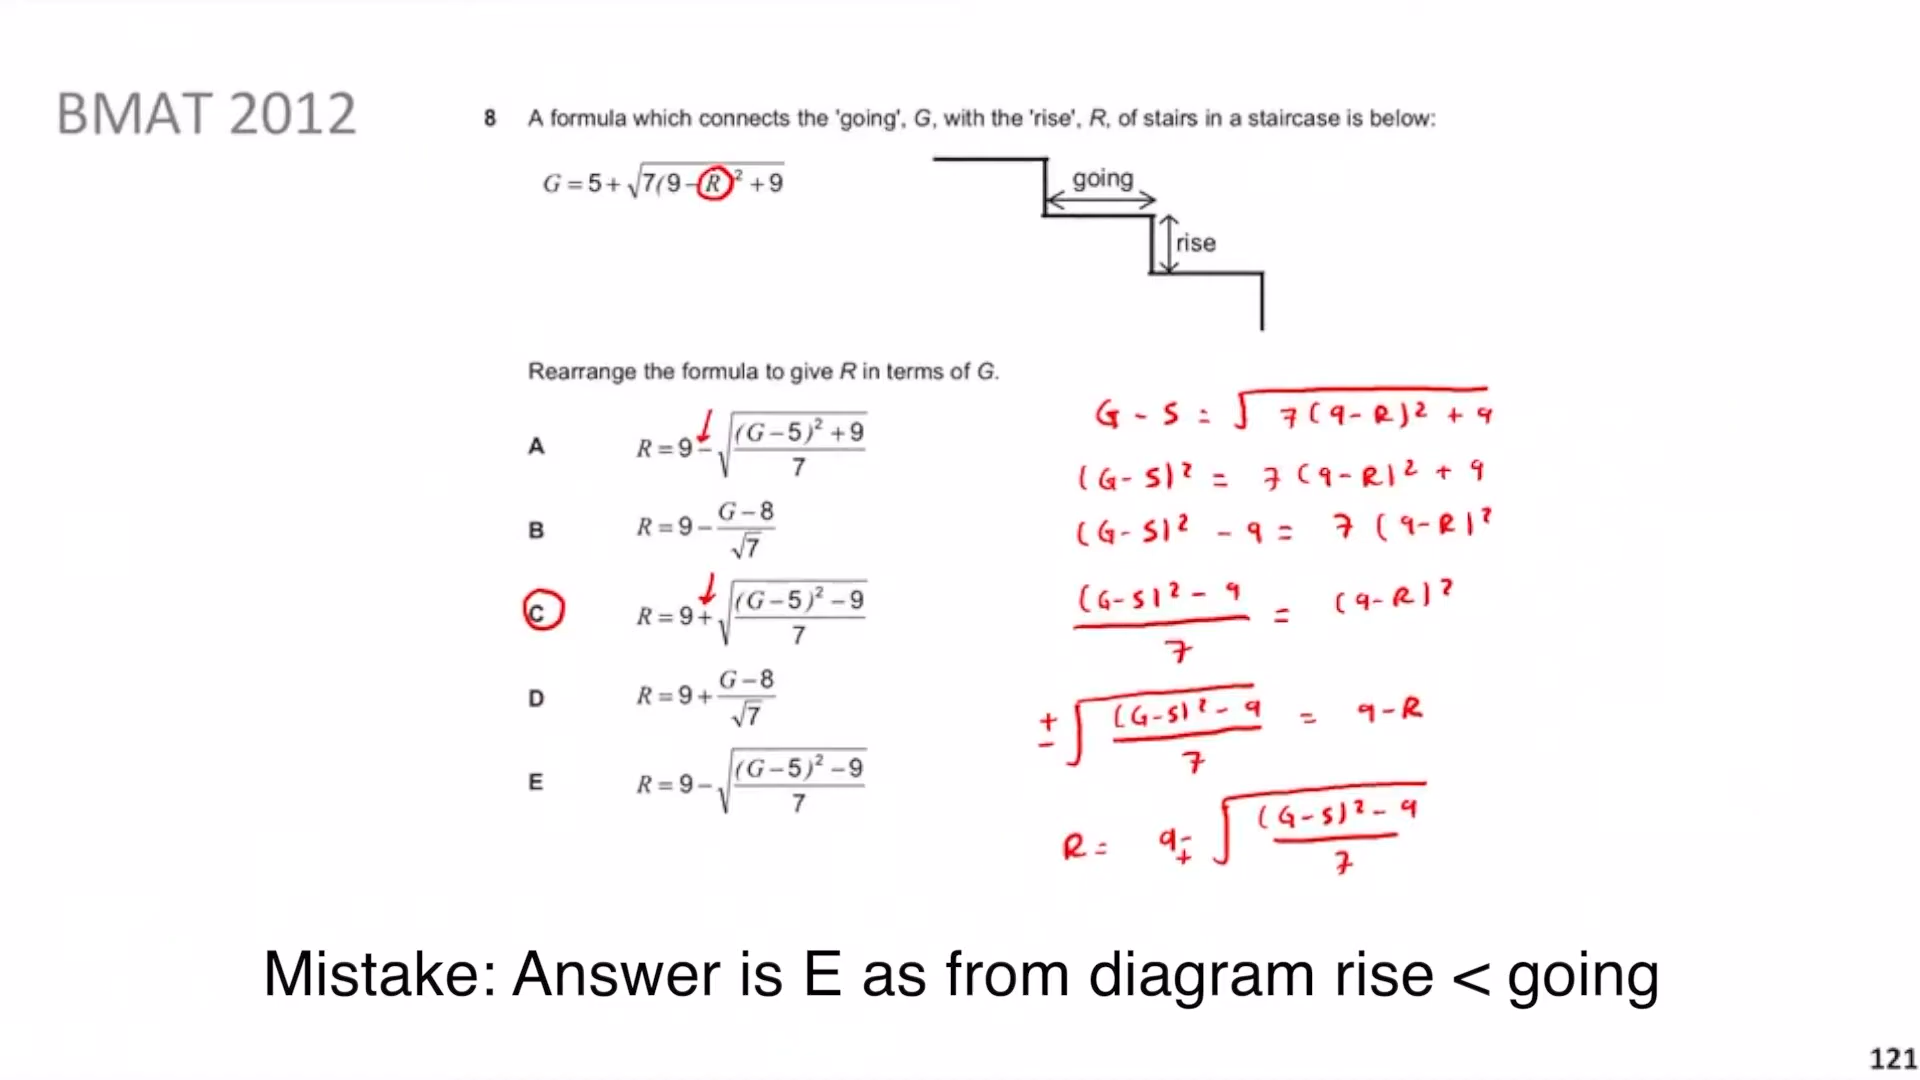 BMAT 2012
8 A formula which connects the 'going', G, with the 'rise', R, of stairs in a staircase is below:
G = 5 + √7(9 − R)² + 9
going
rise
Rearrange the formula to give R in terms of G.
A R = 9 − √((G − 5)² + 9)/7
B R = 9 − (G − 8)/√7
C R = 9 + √((G − 5)² − 9)/7
D R = 9 + (G − 8)/√7
E R = 9 − √((G − 5)² − 9)/7
G - 5 = √7(9-R)² + 9
(G-5)² = 7(9-R)² + 9
(G-5)² - 9 = 7(9-R)²
(G-5)² - 9 / 7 = (9-R)²
± √((G-5)² - 9)/7 = 9-R
R = 9 ∓ √((G-5)² - 9)/7
Mistake: Answer is E as from diagram rise < going
121